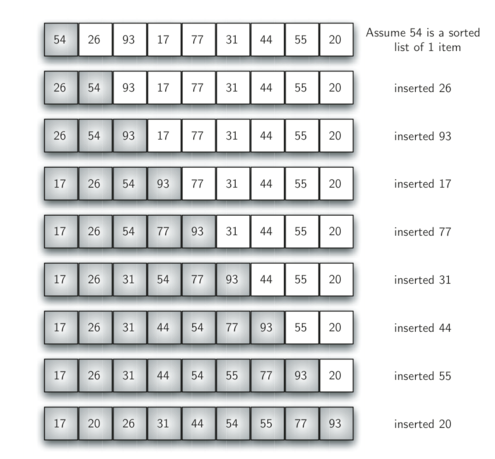 54 26 93 17 77 31 44 55 20 Assume 54 is a sorted
list of 1 item
26 54 93 17 77 31 44 55 20 inserted 26
26 54 93 17 77 31 44 55 20 inserted 93
17 26 54 93 77 31 44 55 20 inserted 17
17 26 54 77 93 31 44 55 20 inserted 77
17 26 31 54 77 93 44 55 20 inserted 31
17 26 31 44 54 77 93 55 20 inserted 44
17 26 31 44 54 55 77 93 20 inserted 55
17 20 26 31 44 54 55 77 93 inserted 20